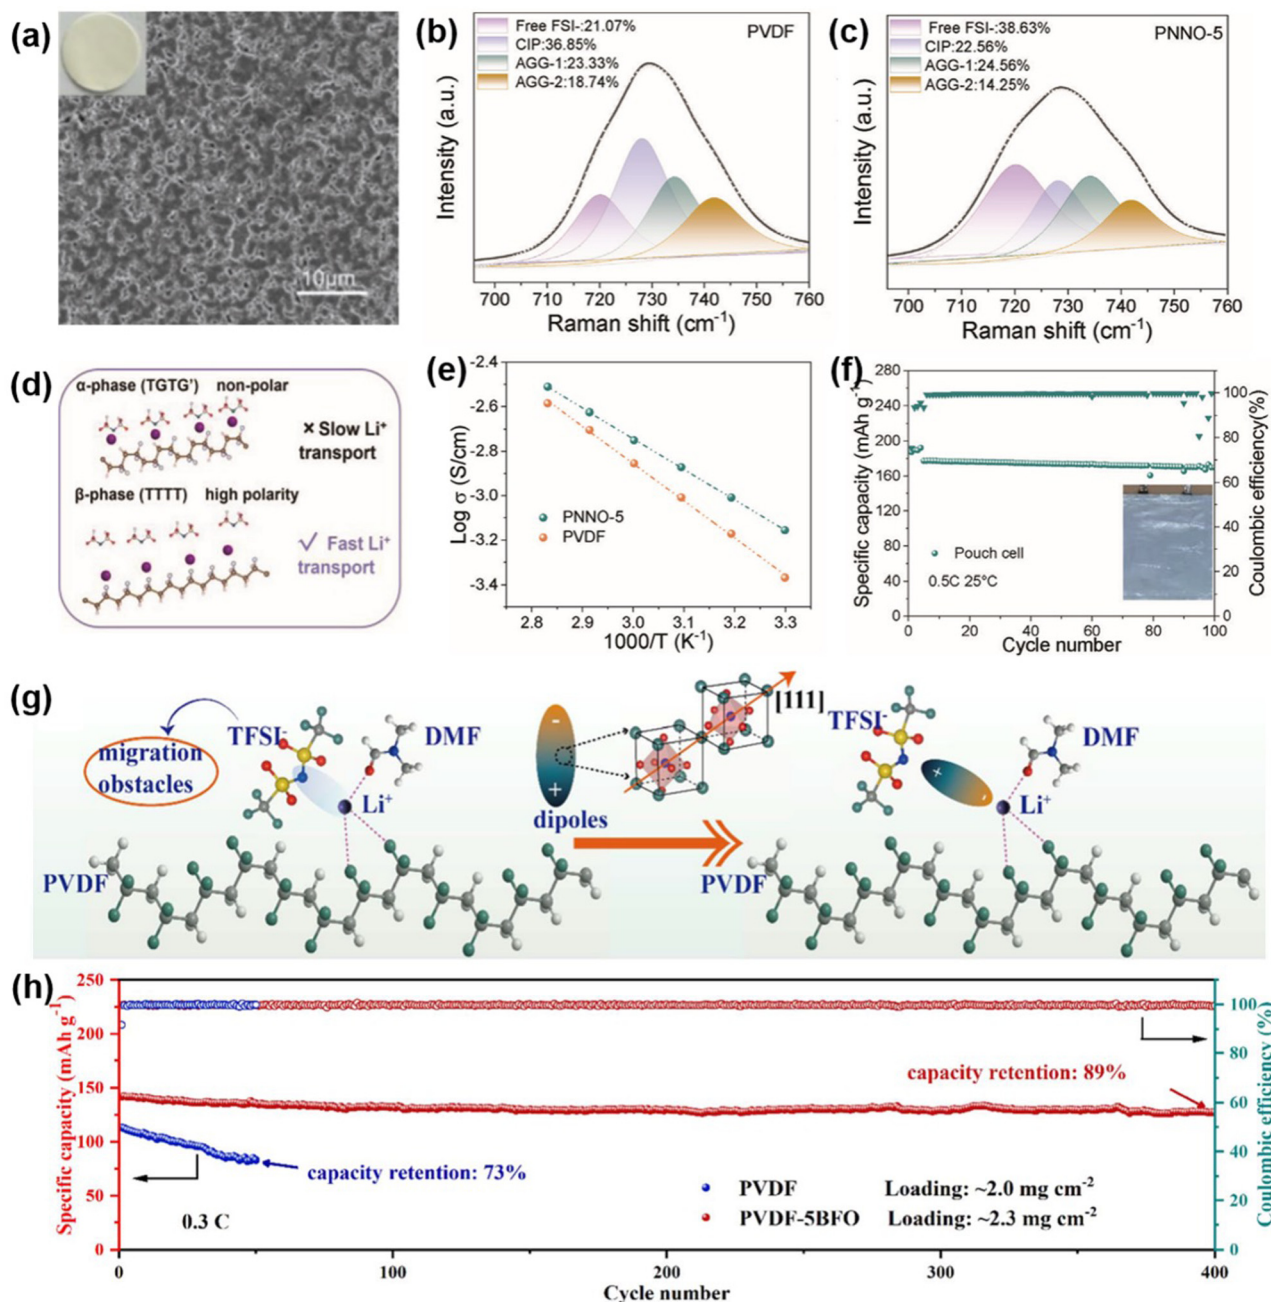 (a)
10μm
(b)
Free FSI-:21.07%
CIP:36.85%
AGG-1:23.33%
AGG-2:18.74%
PVDF
Intensity (a.u.)
700 710 720 730 740 750 760
Raman shift (cm-1)
(c)
Free FSI-:38.63%
CIP:22.56%
AGG-1:24.56%
AGG-2:14.25%
PNNO-5
Intensity (a.u.)
700 710 720 730 740 750 760
Raman shift (cm-1)
(d)
α-phase (TGTG') non-polar
× Slow Li+
transport
β-phase (TTTT) high polarity
√ Fast Li+
transport
(e)
-2.4
-2.6
-2.8
-3.0
-3.2
-3.4
Log σ (S/cm)
PNNO-5
PVDF
2.8 2.9 3.0 3.1 3.2 3.3
1000/T (K-1)
(f)
280
240
200
160
120
80
40
0
Specific capacity (mAh g-1)
100
80
60
40
20
0
Coulombic efficiency(%)
Pouch cell
0.5C 25°C
0 20 40 60 80 100
Cycle number
(g)
migration
obstacles
TFSI-
DMF
Li+
PVDF
-
+
dipoles
[111]
TFSI-
DMF
+
-
Li+
PVDF
(h)
250
200
150
100
50
0
Specific capacity (mAh g-1)
100
80
60
40
20
0
Coulombic efficiency (%)
capacity retention: 89%
capacity retention: 73%
0.3 C
PVDF Loading: ~2.0 mg cm-2
PVDF-5BFO Loading: ~2.3 mg cm-2
0 100 200 300 400
Cycle number